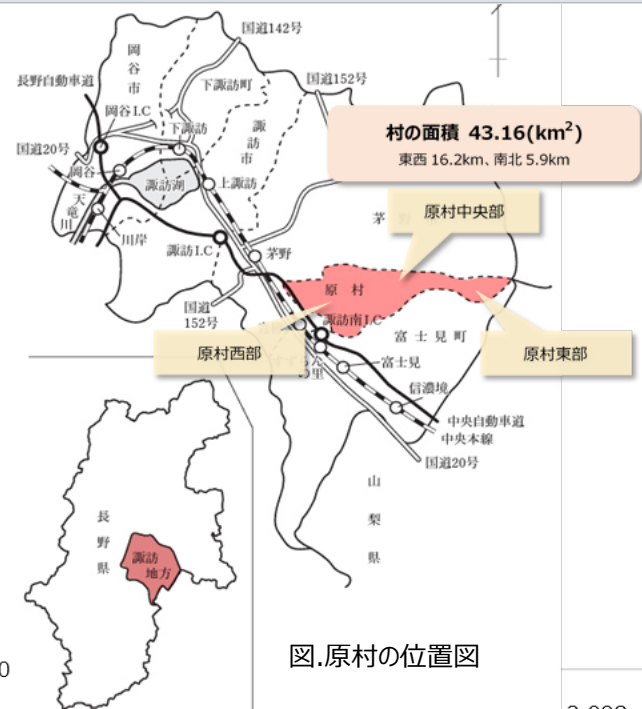 国道142号
岡谷市
長野自動車道
下諏訪町
国道152号
岡谷I.C
下諏訪
諏訪市
村の面積 43.16(km²)
東西 16.2km、南北 5.9km
国道20号
岡谷
諏訪湖
上諏訪
天竜川
茅
原村中央部
川岸
諏訪I.C
茅野
原村
国道
152号
諏訪南I.C
富士見町
原村西部
原村東部
の里
富士見
信濃境
中央自動車道
中央本線
国道20号
山梨県
長野県
諏訪
地方
図.原村の位置図